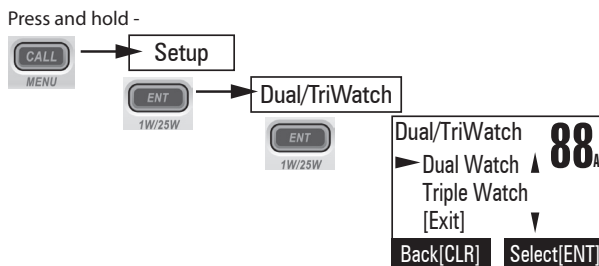 Press and hold -
CALL
MENU
Setup
ENT
1W/25W
Dual/TriWatch
ENT
1W/25W
Dual/TriWatch
88A
Dual Watch
Triple Watch
[Exit]
Back[CLR] Select[ENT]